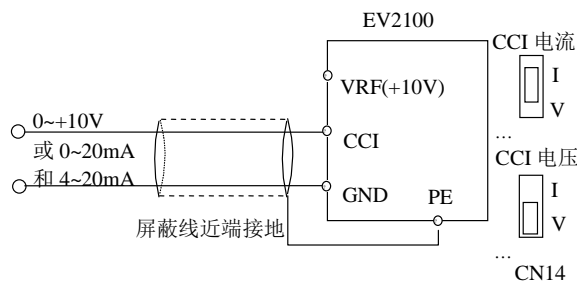 EV2100
CCI 电流
I
V
VRF(+10V)
0~+10V
CCI
...
或 0~20mA
CCI 电压
和 4~20mA
GND
PE
I
V
屏蔽线近端接地
...
CN14